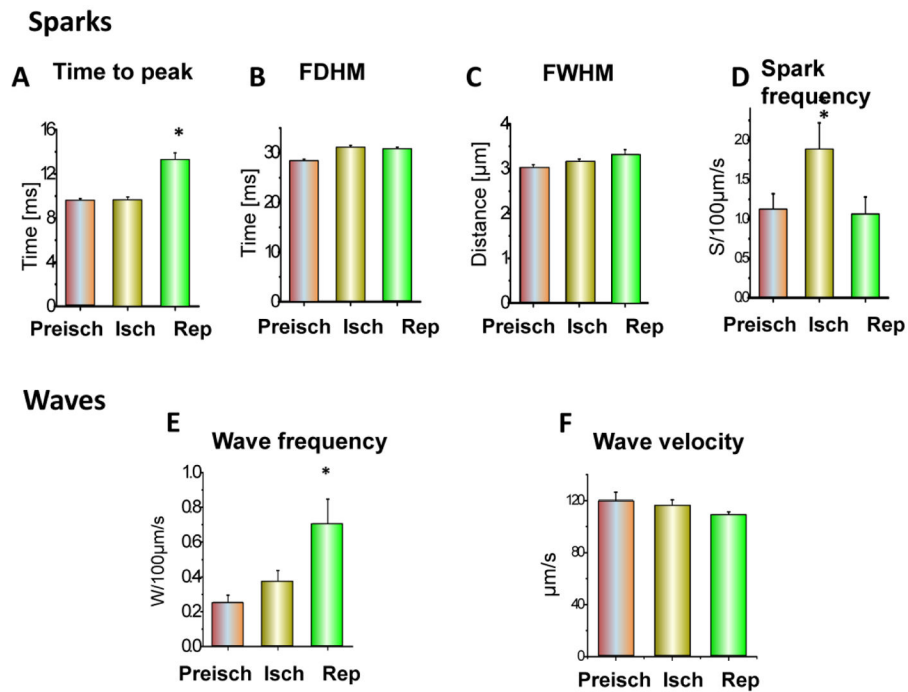 Sparks
A Time to peak
16
12
8
4
0
Time [ms]
*
Preisch Isch Rep
B FDHM
30
20
10
0
Time [ms]
Preisch Isch Rep
C FWHM
4
3
2
1
0
Distance [µm]
Preisch Isch Rep
D Spark
frequency
20
15
10
05
00
S/100µm/s
*
Preisch Isch Rep
Waves
E Wave frequency
1.0
0.8
0.6
0.4
0.2
0.0
W/100µm/s
*
Preisch Isch Rep
F Wave velocity
120
80
40
0
µm/s
Preisch Isch Rep